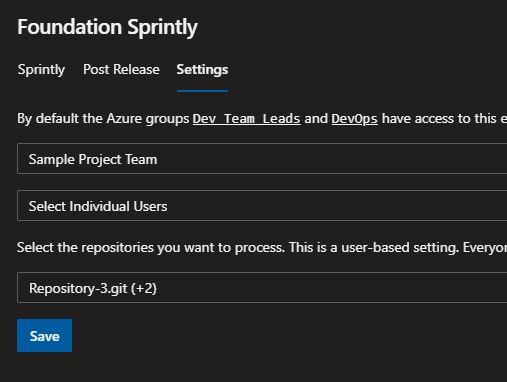 Foundation Sprintly
Sprintly Post Release Settings
By default the Azure groups Dev Team Leads and DevOps have access to this e
Sample Project Team
Select Individual Users
Select the repositories you want to process. This is a user-based setting. Everyon
Repository-3.git (+2)
Save